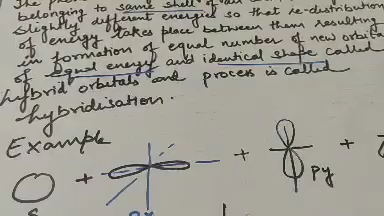 belonging to same shell of
slightly different energies so that re-distribution
of energy takes place between them resulting
in formation of equal number of new orbitals
of equal energy and identical shape called
hybrid orbitals and process is called
hybridisation.
Example
+ + +
py